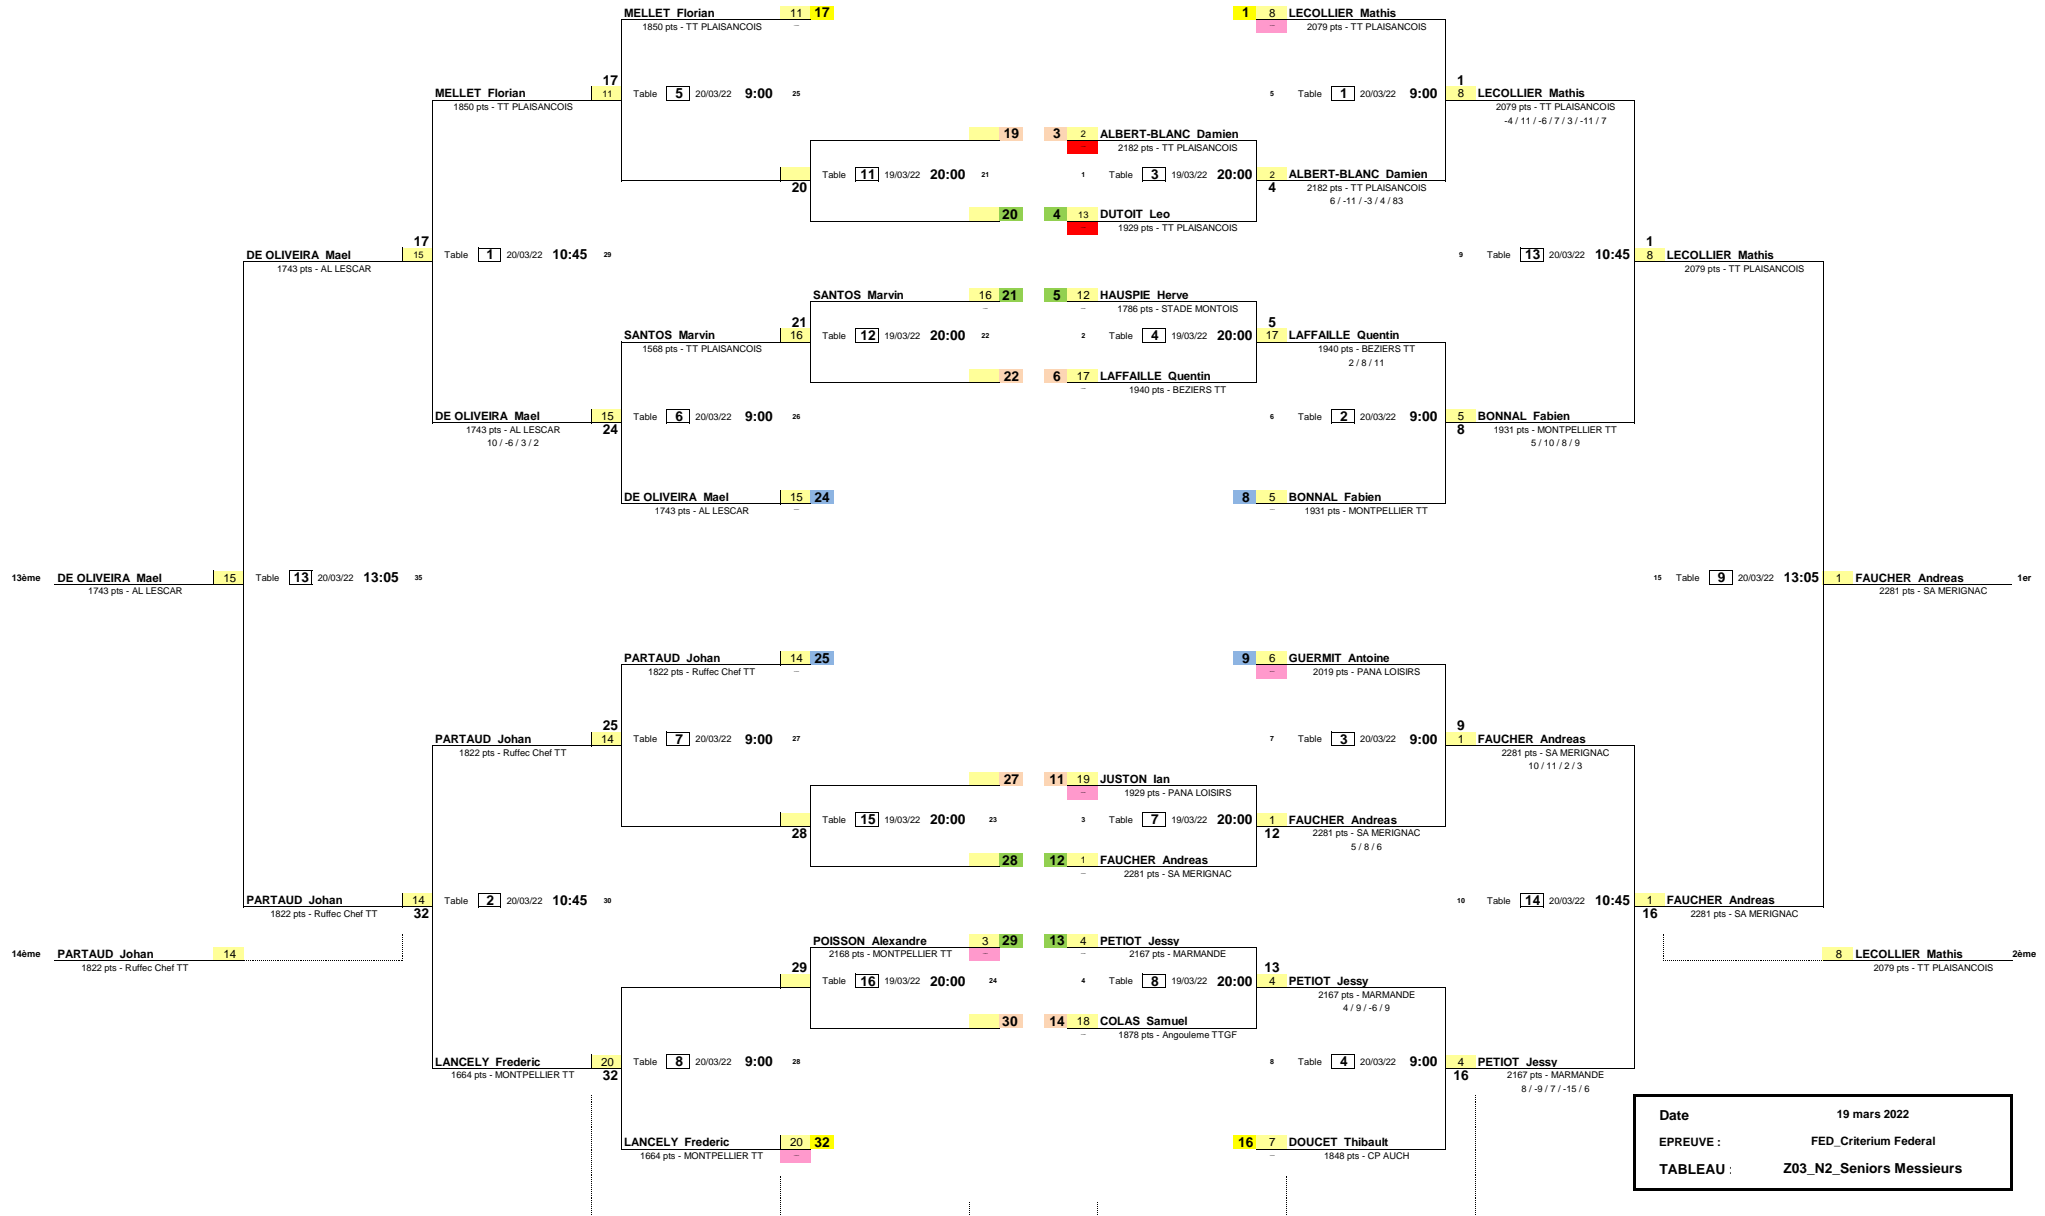 MELLET Florian 11 17 1 8 LECOLLIER Mathis
1850 pts - TT PLAISANCOIS – – 2079 pts - TT PLAISANCOIS
17 1
MELLET Florian 11 Table 5 20/03/22 9:00 25 5 Table 1 20/03/22 9:00 8 LECOLLIER Mathis
1850 pts - TT PLAISANCOIS 2079 pts - TT PLAISANCOIS
-4 / 11 / -6 / 7 / 3 / -11 / 7
19 3 2 ALBERT-BLANC Damien
– 2182 pts - TT PLAISANCOIS
Table 11 19/03/22 20:00 21 1 Table 3 19/03/22 20:00 2 ALBERT-BLANC Damien
20 4 2182 pts - TT PLAISANCOIS
6 / -11 / -3 / 4 / 83
20 4 13 DUTOIT Leo
– 1929 pts - TT PLAISANCOIS
17 1
DE OLIVEIRA Mael 15 Table 1 20/03/22 10:45 29 9 Table 13 20/03/22 10:45 8 LECOLLIER Mathis
1743 pts - AL LESCAR 2079 pts - TT PLAISANCOIS
SANTOS Marvin 16 21 5 12 HAUSPIE Herve
– – 1786 pts - STADE MONTOIS
21 5
SANTOS Marvin 16 Table 12 19/03/22 20:00 22 2 Table 4 19/03/22 20:00 17 LAFFAILLE Quentin
1568 pts - TT PLAISANCOIS 1940 pts - BEZIERS TT
2 / 8 / 11
22 6 17 LAFFAILLE Quentin
– 1940 pts - BEZIERS TT
DE OLIVEIRA Mael 15 Table 6 20/03/22 9:00 26 6 Table 2 20/03/22 9:00 5 BONNAL Fabien
1743 pts - AL LESCAR 24 8 1931 pts - MONTPELLIER TT
10 / -6 / 3 / 2 5 / 10 / 8 / 9
DE OLIVEIRA Mael 15 24 8 5 BONNAL Fabien
1743 pts - AL LESCAR – – 1931 pts - MONTPELLIER TT
13ème DE OLIVEIRA Mael 15 Table 13 20/03/22 13:05 35 15 Table 9 20/03/22 13:05 1 FAUCHER Andreas 1er
1743 pts - AL LESCAR 2281 pts - SA MERIGNAC
PARTAUD Johan 14 25 9 6 GUERMIT Antoine
1822 pts - Ruffec Chef TT – – 2019 pts - PANA LOISIRS
25 9
PARTAUD Johan 14 Table 7 20/03/22 9:00 27 7 Table 3 20/03/22 9:00 1 FAUCHER Andreas
1822 pts - Ruffec Chef TT 2281 pts - SA MERIGNAC
10 / 11 / 2 / 3
27 11 19 JUSTON Ian
– 1929 pts - PANA LOISIRS
Table 15 19/03/22 20:00 23 3 Table 7 19/03/22 20:00 1 FAUCHER Andreas
28 12 2281 pts - SA MERIGNAC
5 / 8 / 6
28 12 1 FAUCHER Andreas
– 2281 pts - SA MERIGNAC
PARTAUD Johan 14 Table 2 20/03/22 10:45 30 10 Table 14 20/03/22 10:45 1 FAUCHER Andreas
1822 pts - Ruffec Chef TT 32 16 2281 pts - SA MERIGNAC
POISSON Alexandre 3 29 13 4 PETIOT Jessy
14ème PARTAUD Johan 14 2168 pts - MONTPELLIER TT – – 2167 pts - MARMANDE 8 LECOLLIER Mathis 2ème
1822 pts - Ruffec Chef TT 29 13 2079 pts - TT PLAISANCOIS
Table 16 19/03/22 20:00 24 4 Table 8 19/03/22 20:00 4 PETIOT Jessy
2167 pts - MARMANDE
4 / 9 / -6 / 9
30 14 18 COLAS Samuel
– 1878 pts - Angouleme TTGF
LANCELY Frederic 20 Table 8 20/03/22 9:00 28 8 Table 4 20/03/22 9:00 4 PETIOT Jessy
1664 pts - MONTPELLIER TT 32 16 2167 pts - MARMANDE
8 / -9 / 7 / -15 / 6
Date 19 mars 2022
LANCELY Frederic 20 32 16 7 DOUCET Thibault EPREUVE : FED_Criterium Federal
1664 pts - MONTPELLIER TT – – 1848 pts - CP AUCH
TABLEAU : Z03_N2_Seniors Messieurs